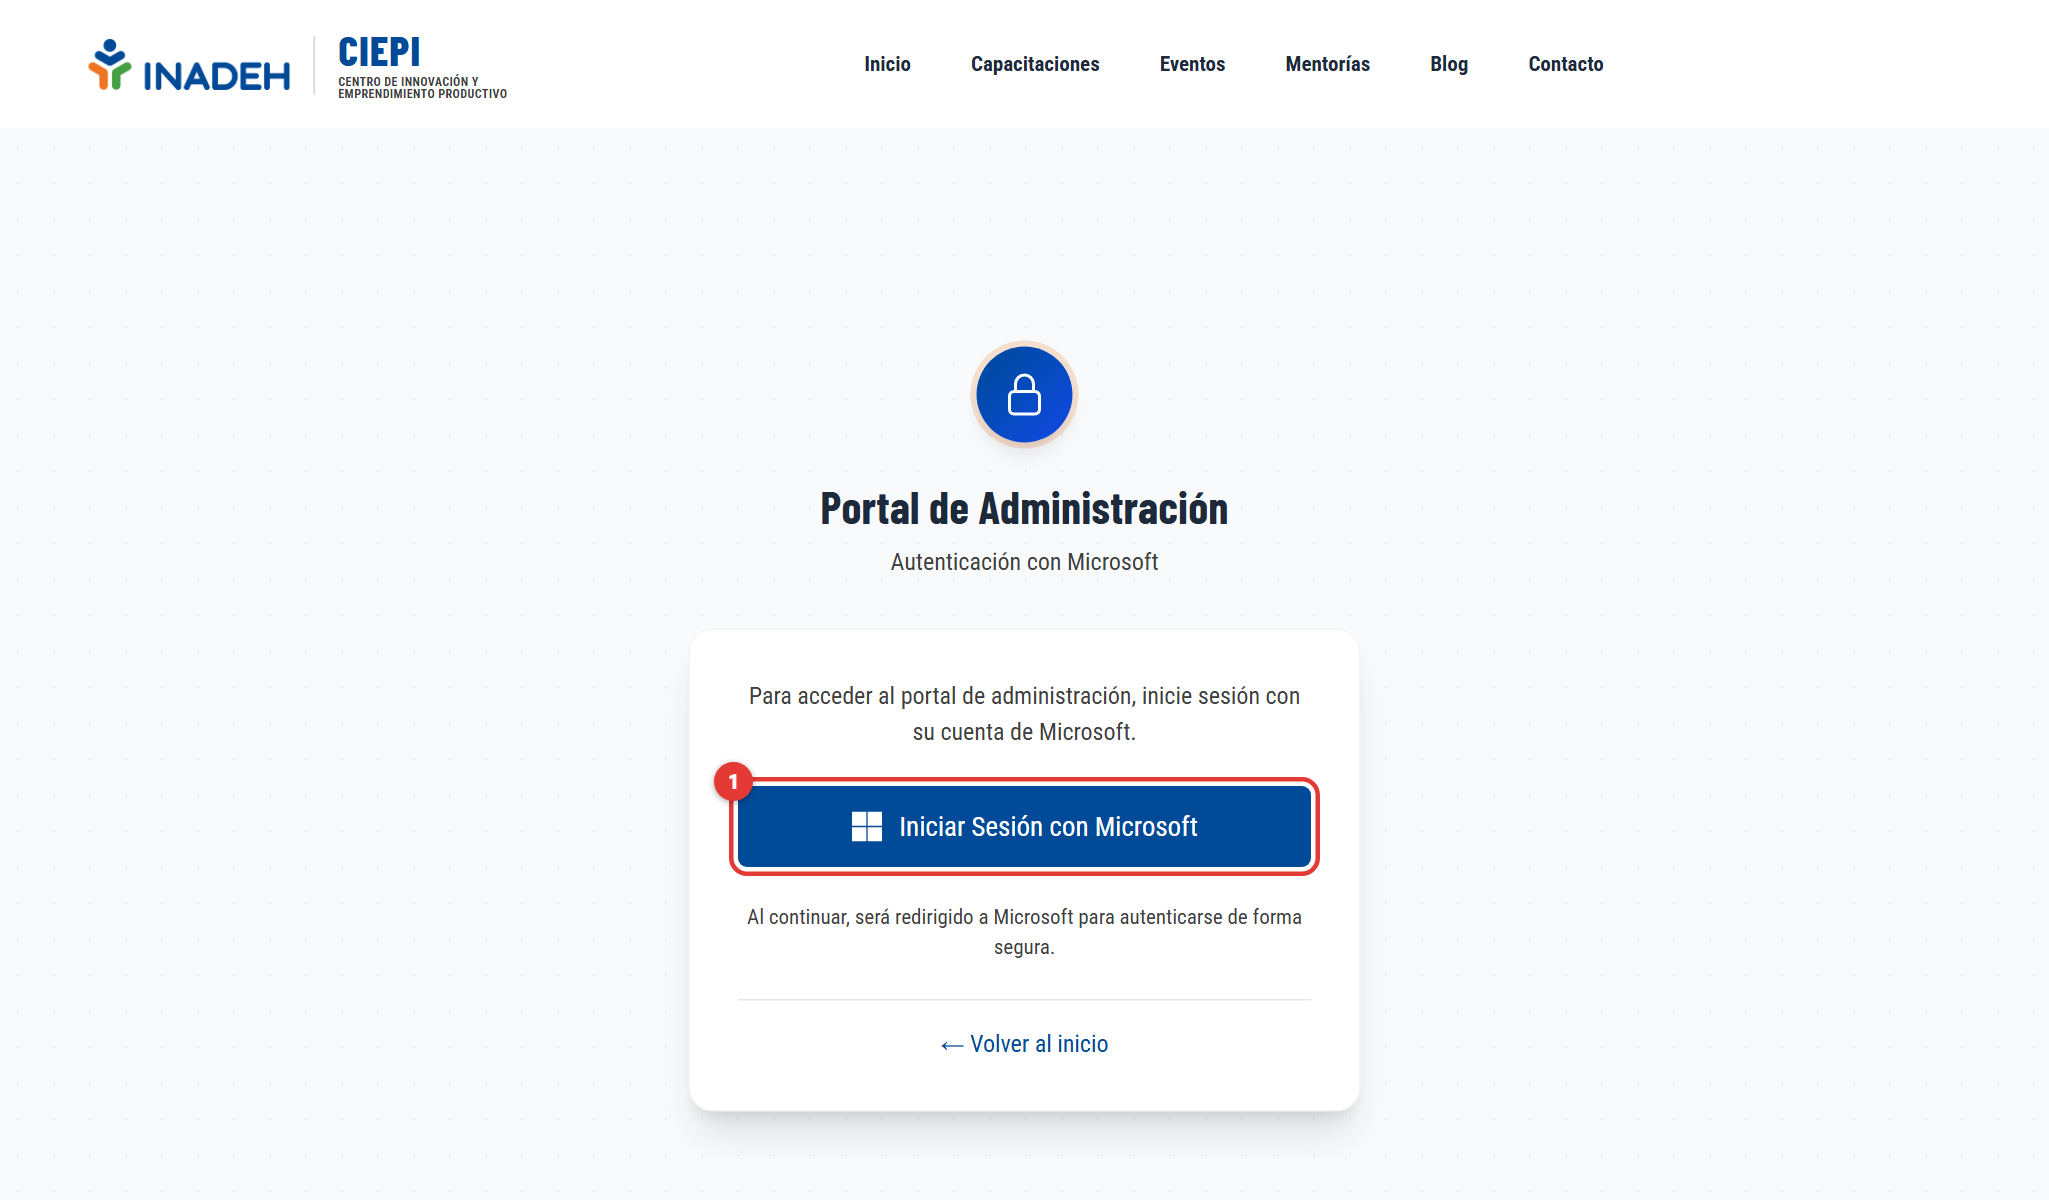 INADEH
CIEPI
CENTRO DE INNOVACIÓN Y
EMPRENDIMIENTO PRODUCTIVO
Inicio
Capacitaciones
Eventos
Mentorías
Blog
Contacto
Portal de Administración
Autenticación con Microsoft
Para acceder al portal de administración, inicie sesión con
su cuenta de Microsoft.
1
Iniciar Sesión con Microsoft
Al continuar, será redirigido a Microsoft para autenticarse de forma
segura.
← Volver al inicio